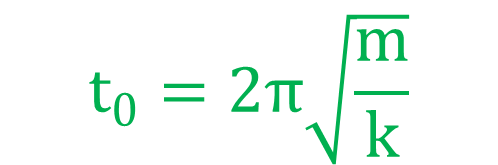 t₀ = 2π√(m/k)